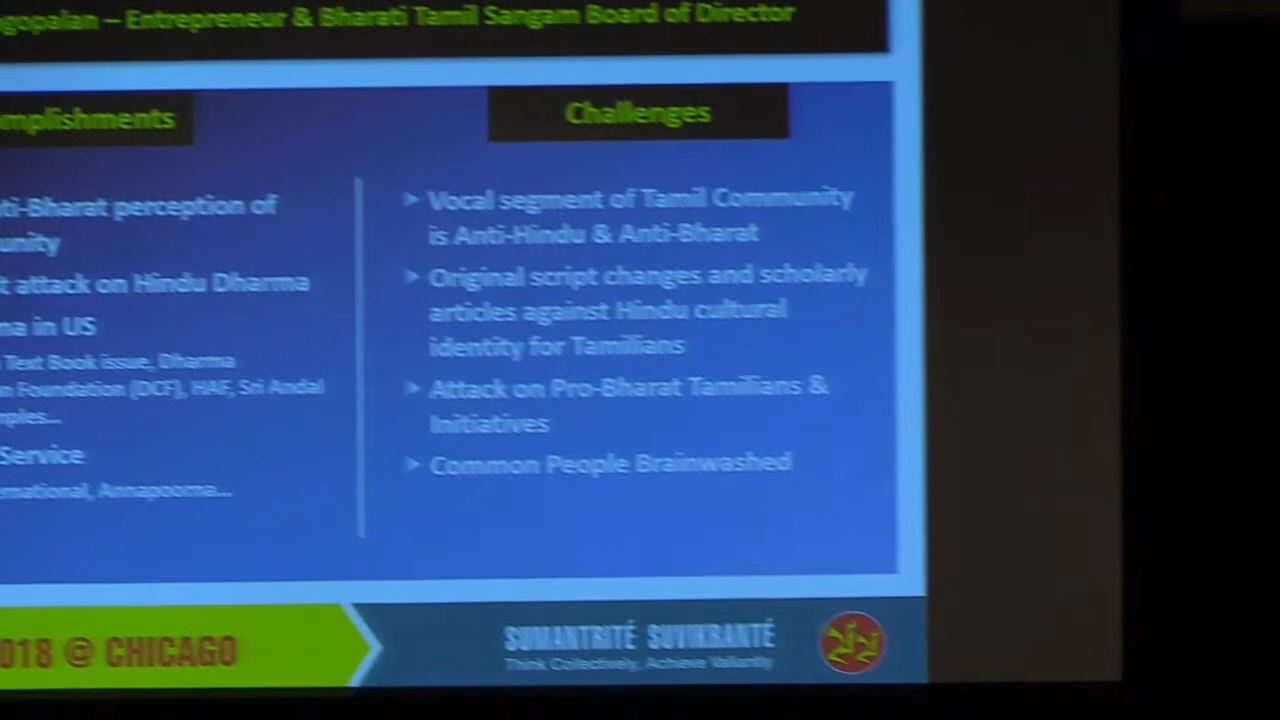 gopalan – Entrepreneur & Bharati Tamil Sangam Board of Director
mplishments
ti-Bharat perception of
unity
t attack on Hindu Dharma
na in US
Text Book issue, Dharma
n Foundation (DCF), HAF, Sri Andal
mples...
Service
rnational, Annapoorna...
Challenges
➤ Vocal segment of Tamil Community
is Anti-Hindu & Anti-Bharat
➤ Original script changes and scholarly
articles against Hindu cultural
identity for Tamilians
➤ Attack on Pro-Bharat Tamilians &
Initiatives
➤ Common People Brainwashed
018 @ CHICAGO
SUMANTRITÉ SUVIKRANTÉ
Think Collectively, Achieve Valiantly